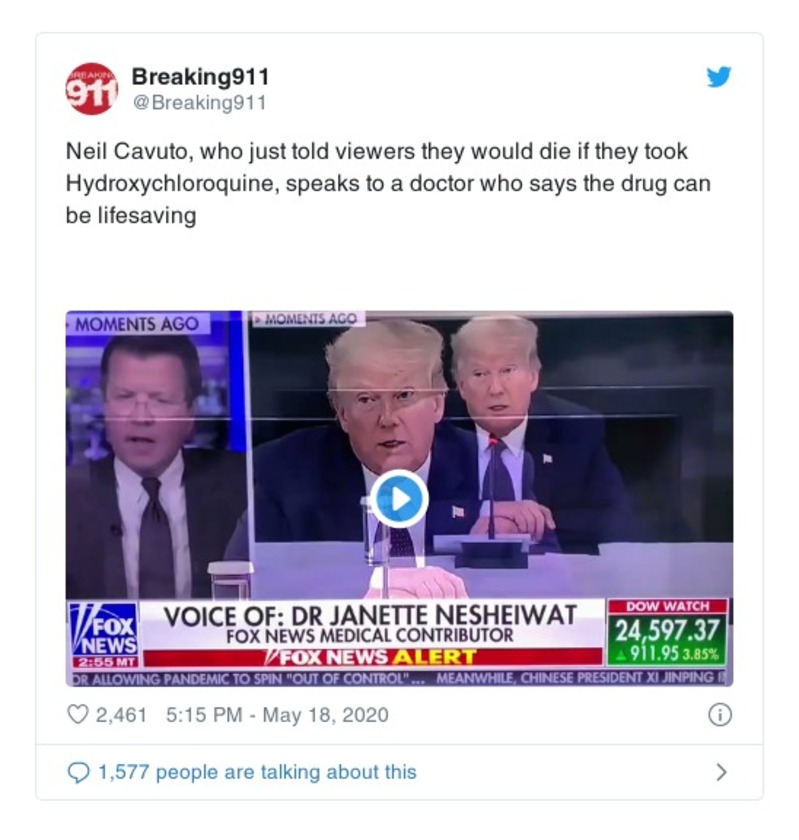 BREAKING
911
Breaking911
@Breaking911
Neil Cavuto, who just told viewers they would die if they took
Hydroxychloroquine, speaks to a doctor who says the drug can
be lifesaving
MOMENTS AGO
MOMENTS AGO
FOX
NEWS
2:55 MT
VOICE OF: DR JANETTE NESHEIWAT
FOX NEWS MEDICAL CONTRIBUTOR
FOX NEWS ALERT
DOW WATCH
24,597.37
911.95 3.85%
OR ALLOWING PANDEMIC TO SPIN "OUT OF CONTROL"... MEANWHILE, CHINESE PRESIDENT XI JINPING
2,461 5:15 PM - May 18, 2020
1,577 people are talking about this